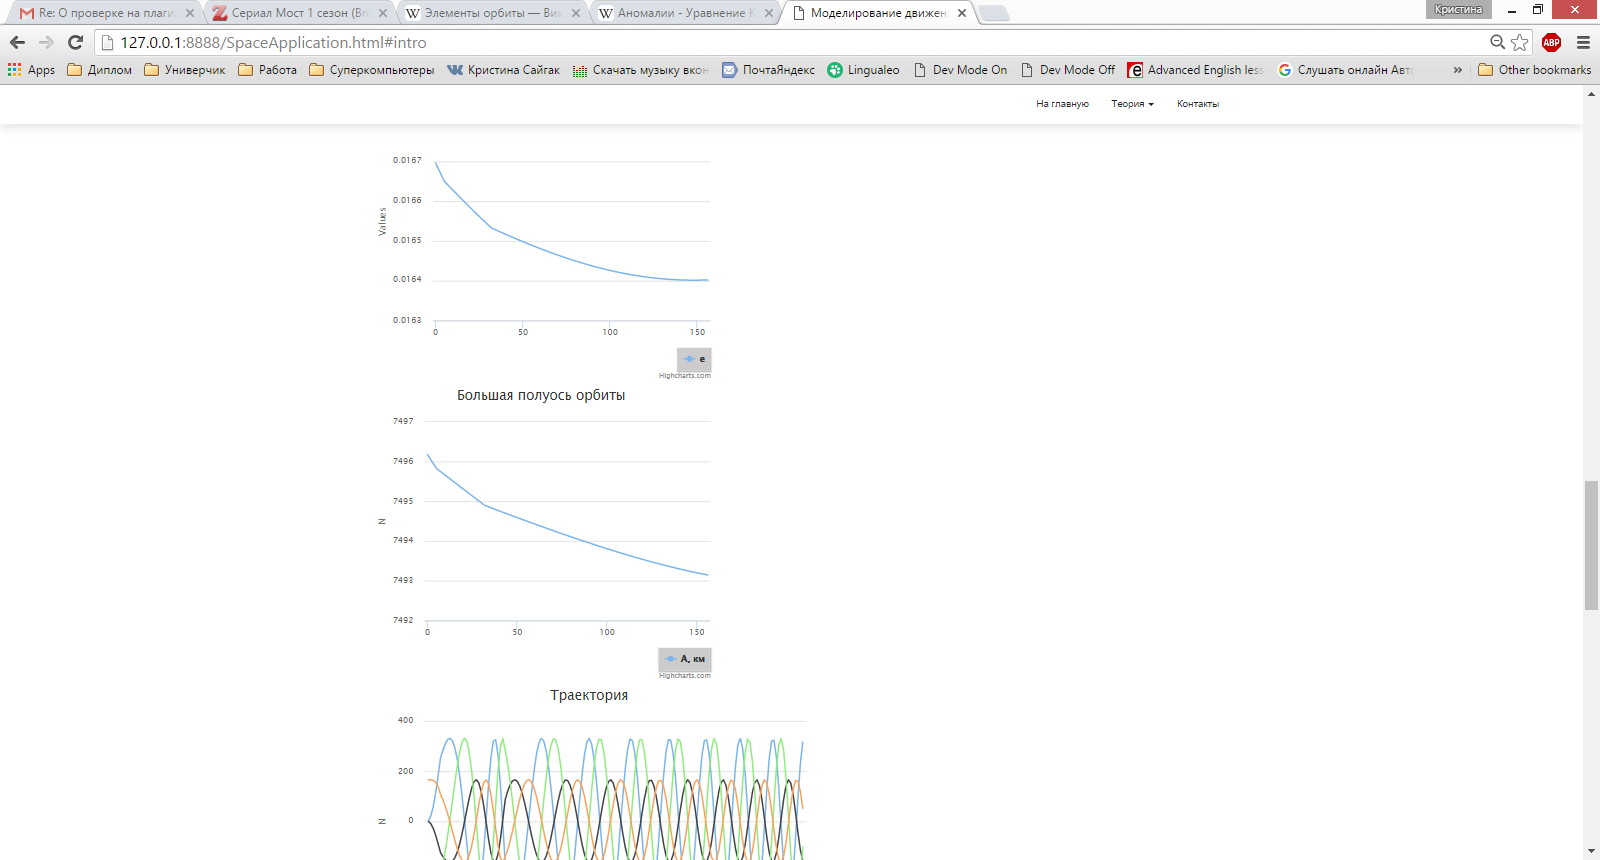 Re: О проверке на плаги
Сериал Мост 1 сезон (Bro
Элементы орбиты — Ви
Аномалии - Уравнение К
Моделирование движен
Кристина
127.0.0.1:8888/SpaceApplication.html#intro
ABP
Apps
Диплом
Универчик
Работа
Суперкомпьютеры
Кристина Сайгак
Скачать музыку вкон
ПочтаЯндекс
Lingualeo
Dev Mode On
Dev Mode Off
Advanced English less
Слушать онлайн Авто
»
Other bookmarks
На главную
Теория
Контакты
0.0167
0.0166
0.0165
0.0164
0.0163
Values
0 50 100 150
e
Highcharts.com
Большая полуось орбиты
7497
7496
7495
7494
7493
7492
N
0 50 100 150
A, км
Highcharts.com
Траектория
400
200
0
N